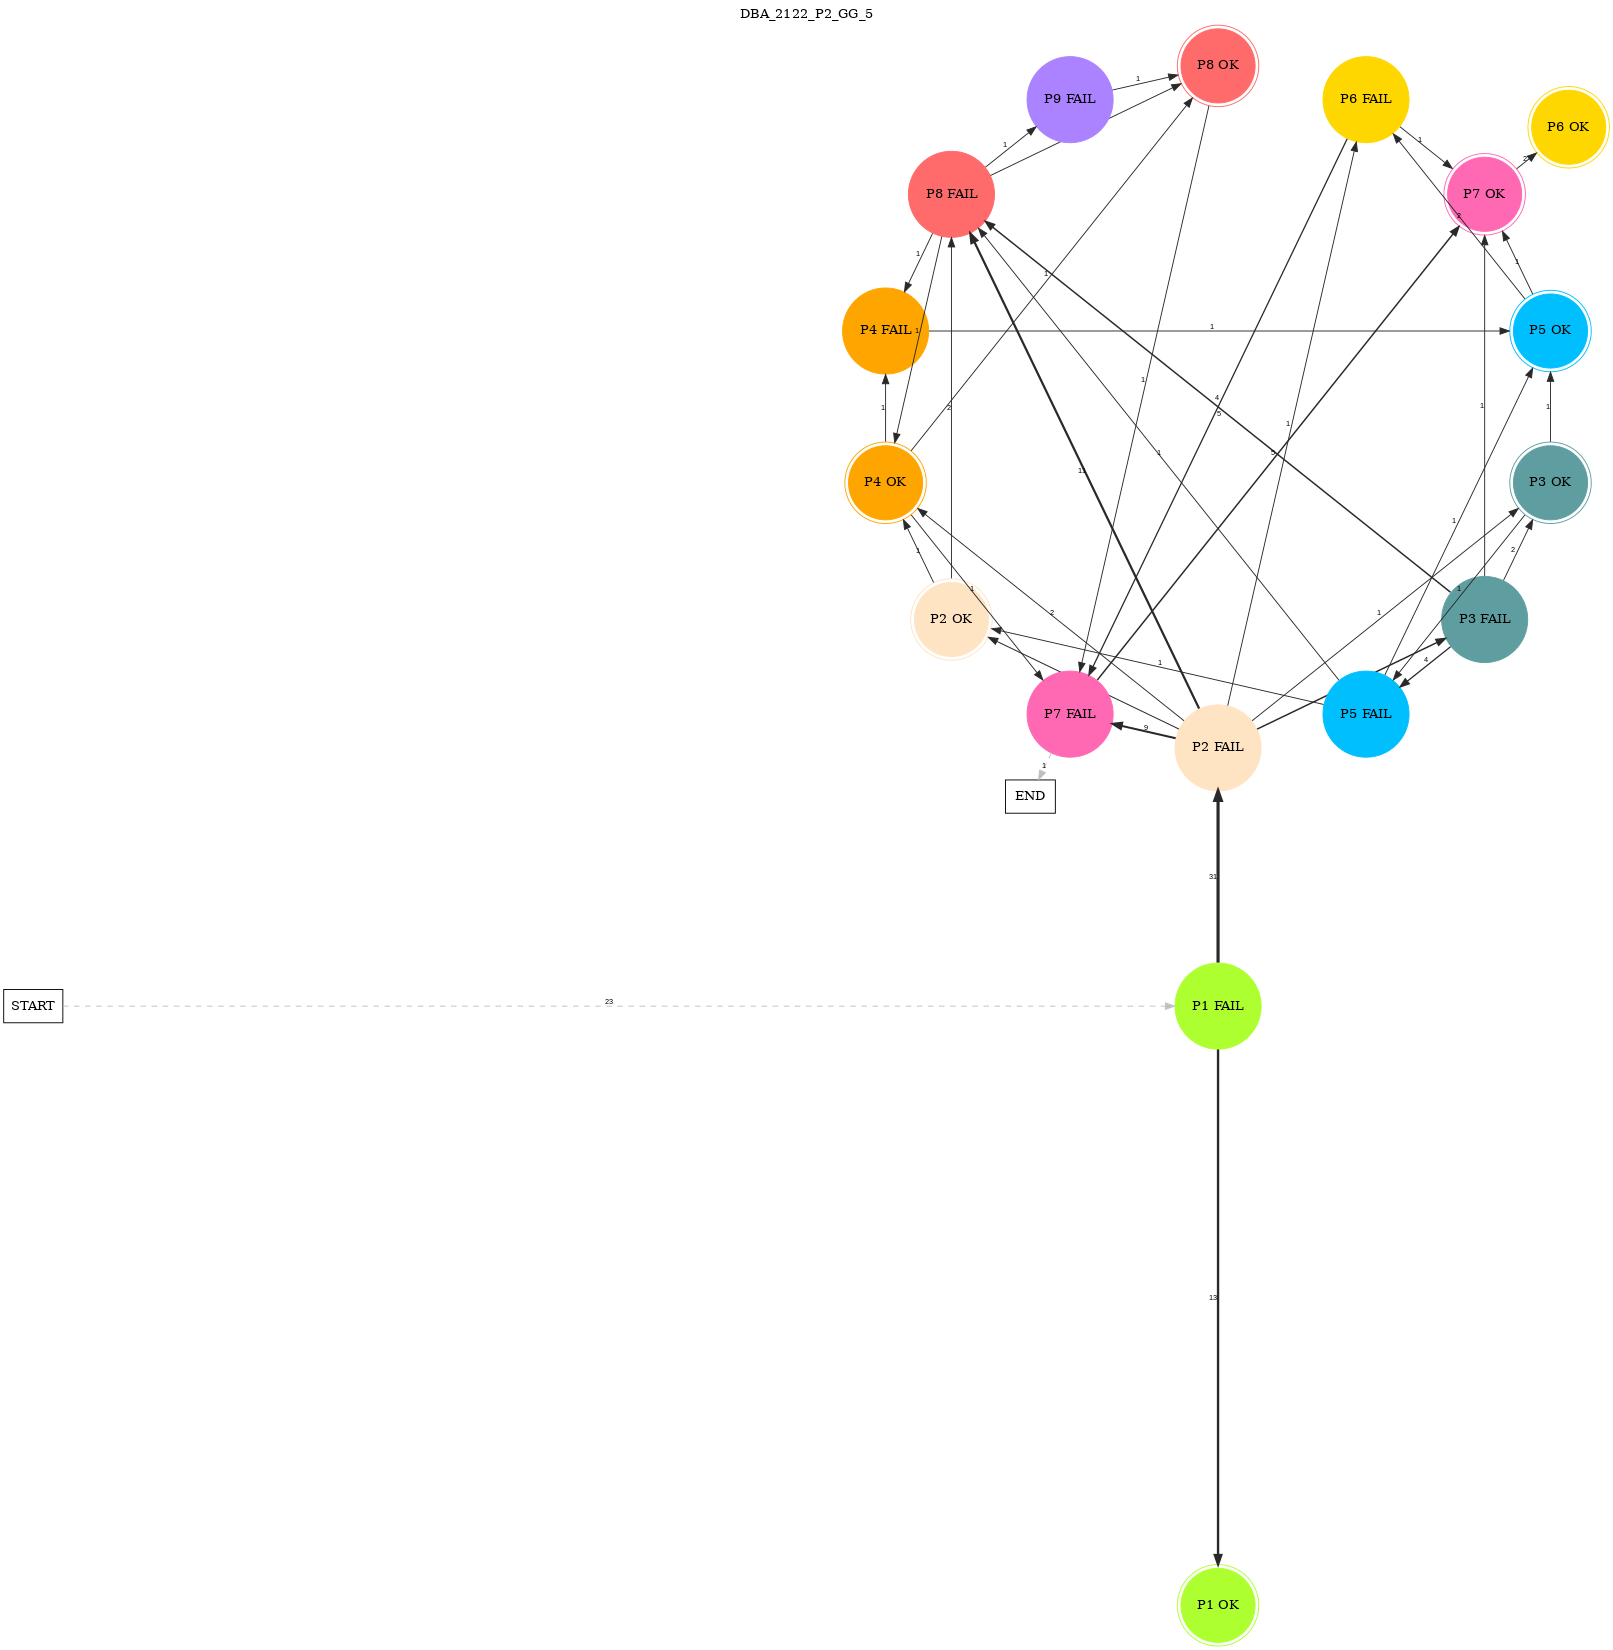 DBA_2122_P2_GG_5
P8 OK
P9 FAIL
P6 FAIL
P6 OK
P8 FAIL
P7 OK
P4 FAIL
P5 OK
P4 OK
P3 OK
P2 OK
P3 FAIL
P7 FAIL
P2 FAIL
P5 FAIL
END
START
P1 FAIL
P1 OK
1
1
1
2
2
1
1
1
1
1
1
4
5
2
1
1
1
1
1
5
1
11
1
1
2
1
1
2
1
1
4
9
1
31
23
13